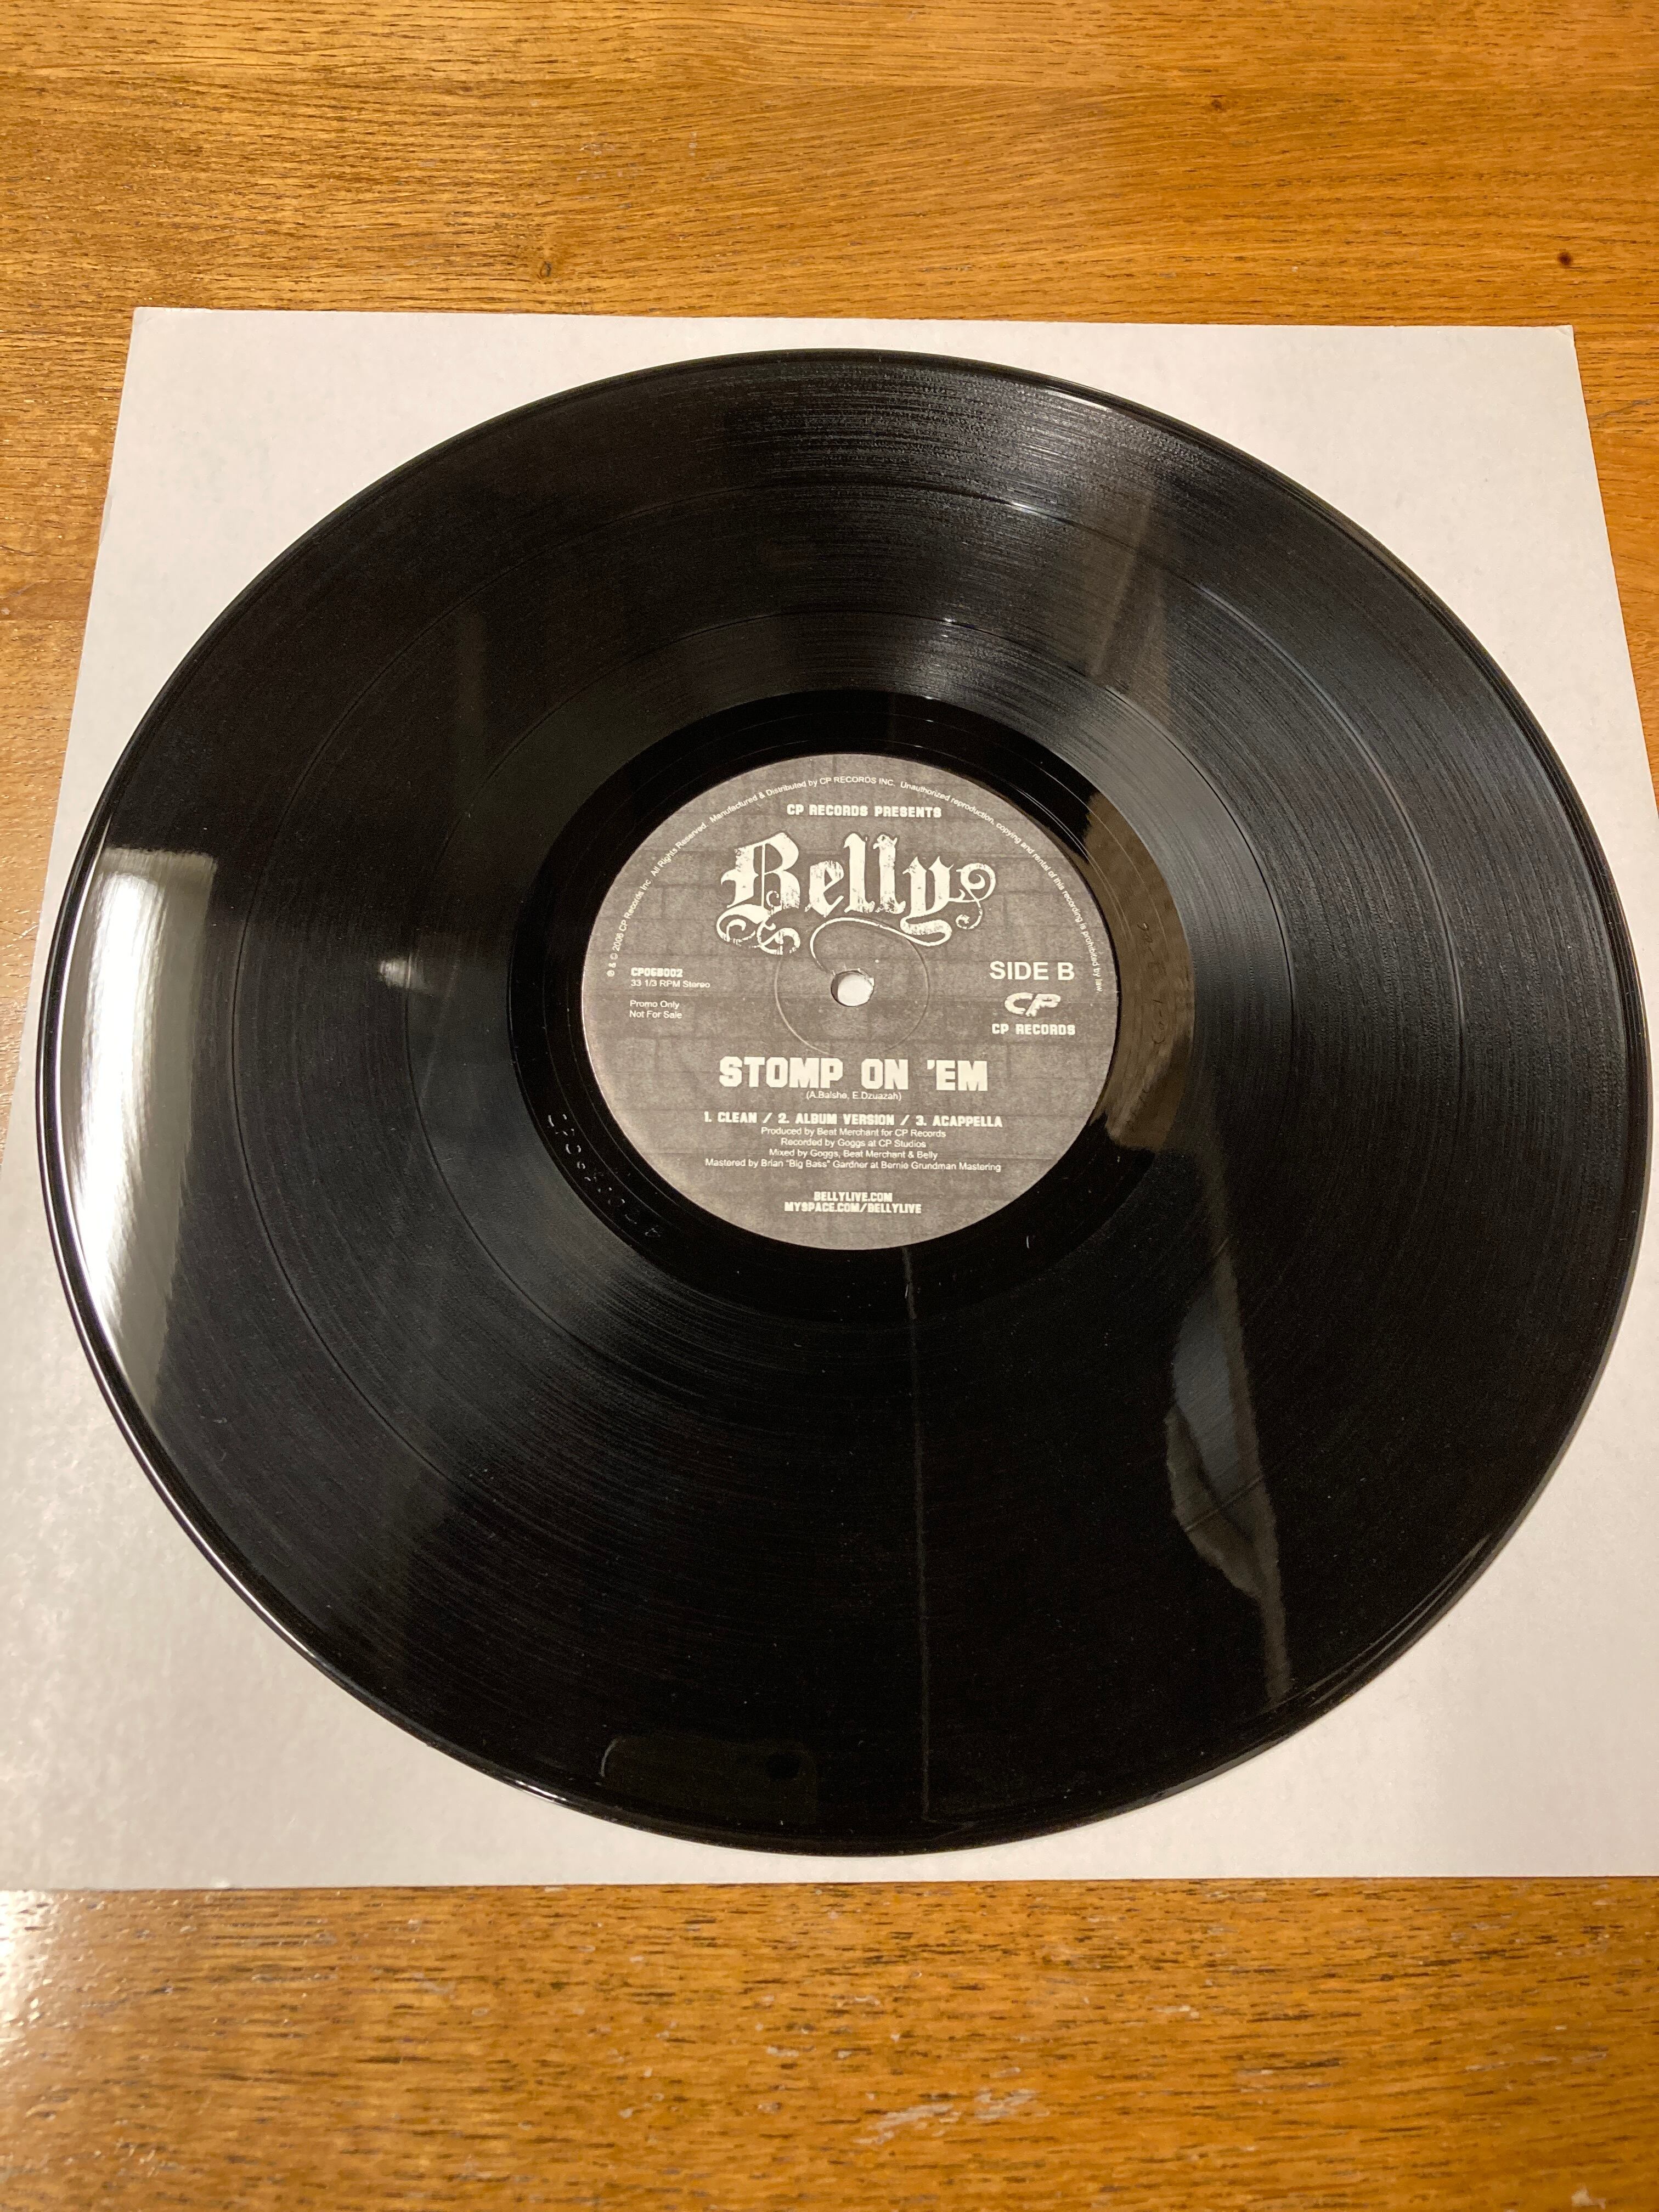 ℗ & © 2006 CP Records Inc. All Rights Reserved. Manufactured & Distributed by CP RECORDS INC. Unauthorized reproduction, copying and rental of this recording is prohibited by law.
CP RECORDS PRESENTS
Belly
CP06B002
33 1/3 RPM Stereo
Promo Only
Not For Sale
SIDE B
CP
CP RECORDS
STOMP ON 'EM
(A.Balshe, E.Dzuazah)
1. CLEAN / 2. ALBUM VERSION / 3. ACAPPELLA
Produced by Beat Merchant for CP Records
Recorded by Goggs at CP Studios
Mixed by Goggs, Beat Merchant & Belly
Mastered by Brian "Big Bass" Gardner at Bernie Grundman Mastering
BELLYLIVE.COM
MYSPACE.COM/BELLYLIVE